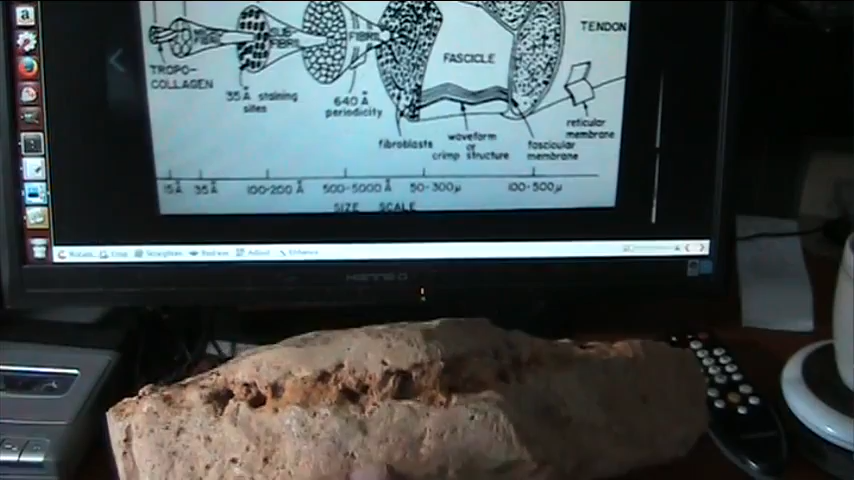 TENDON
FASCICLE
TROPO-
COLLAGEN
35 Å staining
sites
640 Å
periodicity
reticular
membrane
fibroblasts
waveform
or
crimp structure
fascicular
membrane
15Å 35Å 100-200 Å 500-5000 Å 50-300µ 100-500µ
SIZE SCALE
HANNS-G